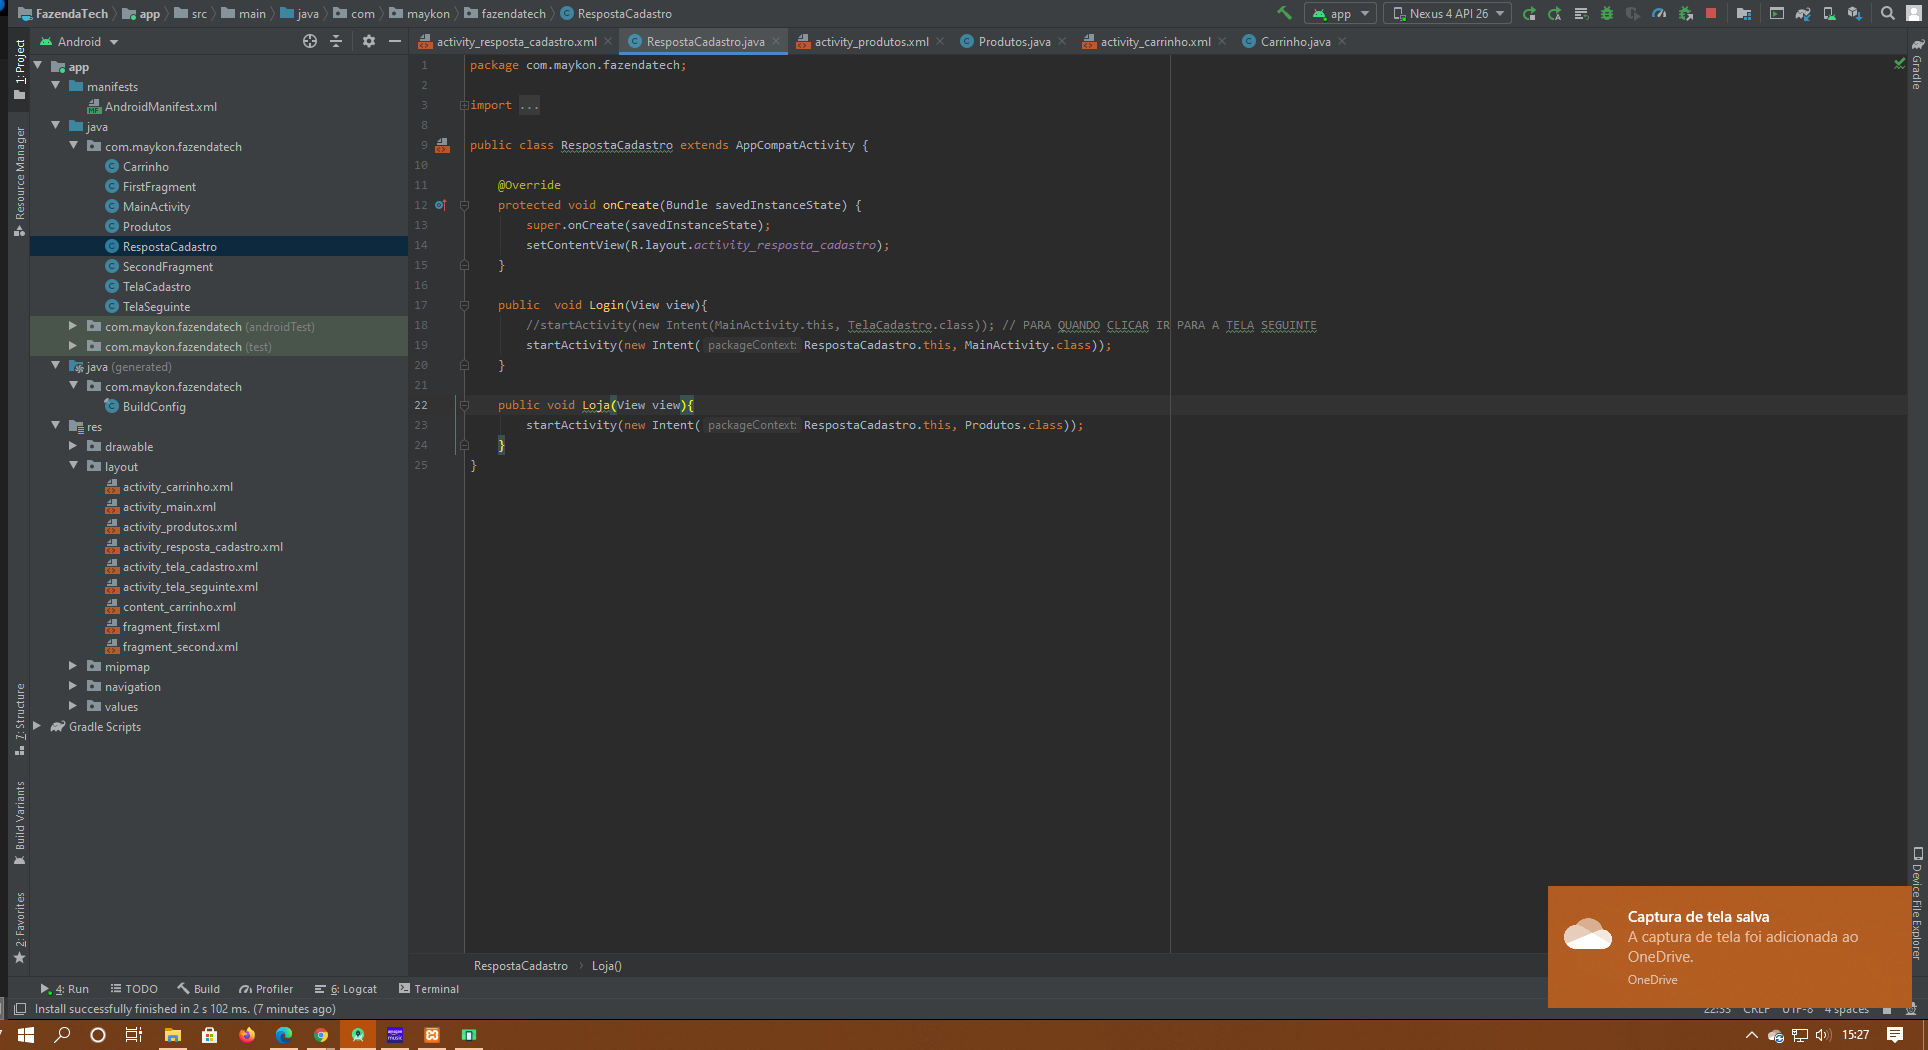 FazendaTech app src main java com maykon fazendatech RespostaCadastro app Nexus 4 API 26
1: Project
Resource Manager
7: Structure
Build Variants
2: Favorites
Android
app
manifests
AndroidManifest.xml
java
com.maykon.fazendatech
Carrinho
FirstFragment
MainActivity
Produtos
RespostaCadastro
SecondFragment
TelaCadastro
TelaSeguinte
com.maykon.fazendatech (androidTest)
com.maykon.fazendatech (test)
java (generated)
com.maykon.fazendatech
BuildConfig
res
drawable
layout
activity_carrinho.xml
activity_main.xml
activity_produtos.xml
activity_resposta_cadastro.xml
activity_tela_cadastro.xml
activity_tela_seguinte.xml
content_carrinho.xml
fragment_first.xml
fragment_second.xml
mipmap
navigation
values
Gradle Scripts
activity_resposta_cadastro.xml RespostaCadastro.java activity_produtos.xml Produtos.java activity_carrinho.xml Carrinho.java
1 package com.maykon.fazendatech;
2
3 import ...
8
9 public class RespostaCadastro extends AppCompatActivity {
10
11 @Override
12 protected void onCreate(Bundle savedInstanceState) {
13 super.onCreate(savedInstanceState);
14 setContentView(R.layout.activity_resposta_cadastro);
15 }
16
17 public  void Login(View view){
18 //startActivity(new Intent(MainActivity.this, TelaCadastro.class)); // PARA QUANDO CLICAR IR PARA A TELA SEGUINTE
19 startActivity(new Intent( packageContext: RespostaCadastro.this, MainActivity.class));
20 }
21
22 public void Loja(View view){
23 startActivity(new Intent( packageContext: RespostaCadastro.this, Produtos.class));
24 }
25 }
Gradle
Device File Explorer
RespostaCadastro Loja()
Captura de tela salva
A captura de tela foi adicionada ao
OneDrive.
OneDrive
4: Run TODO Build Profiler 6: Logcat Terminal
Install successfully finished in 2 s 102 ms. (7 minutes ago)
22:33 CRLF UTF-8 4 spaces
amazon music
15:27